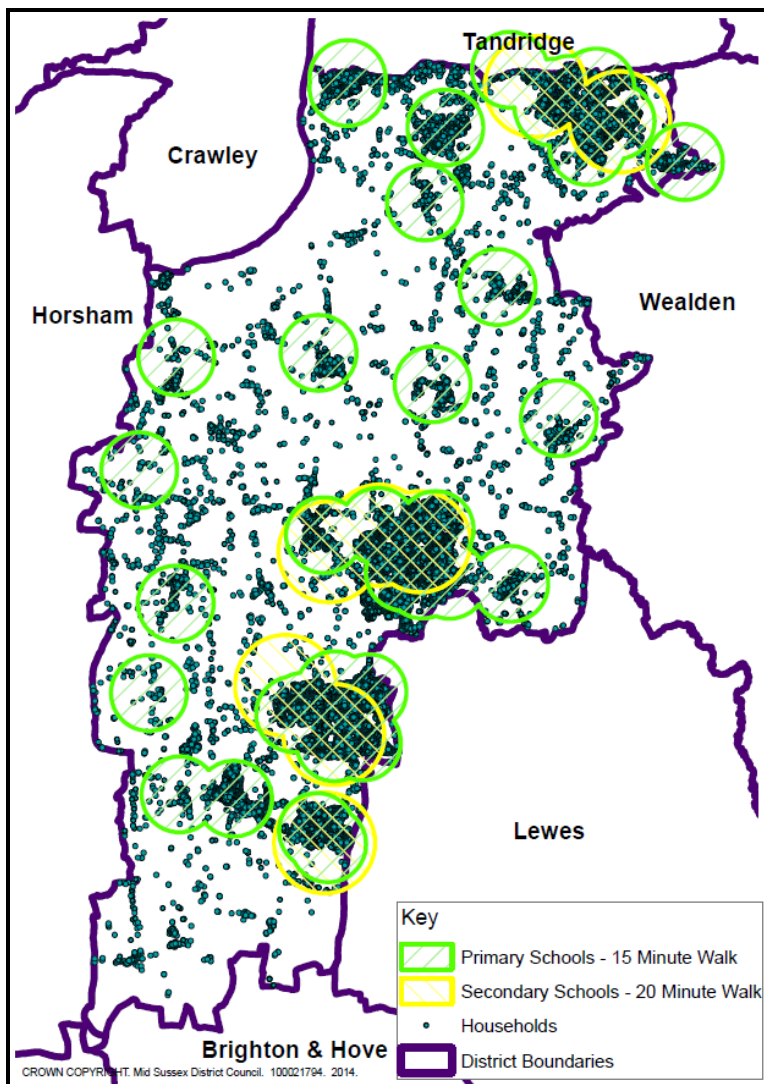 Tandridge
Crawley
Horsham
Wealden
Lewes
Key
Primary Schools - 15 Minute Walk
Secondary Schools - 20 Minute Walk
Households
District Boundaries
Brighton & Hove
CROWN COPYRIGHT. Mid Sussex District Council. 100021794. 2014.